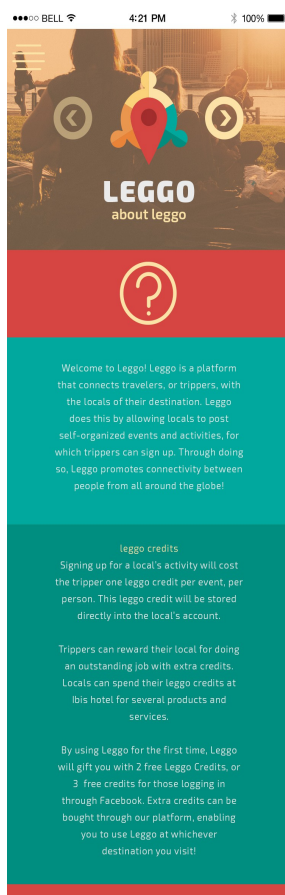 BELL 4:21 PM 100%
LEGGO
about leggo
?
Welcome to Leggo! Leggo is a platform
that connects travelers, or trippers, with
the locals of their destination. Leggo
does this by allowing locals to post
self-organized events and activities, for
which trippers can sign up. Through doing
so, Leggo promotes connectivity between
people from all around the globe!
leggo credits
Signing up for a local's activity will cost
the tripper one leggo credit per event, per
person. This leggo credit will be stored
directly into the local's account.
Trippers can reward their local for doing
an outstanding job with extra credits.
Locals can spend their leggo credits at
Ibis hotel for several products and
services.
By using Leggo for the first time, Leggo
will gift you with 2 free Leggo Credits, or
3 free credits for those logging in
through Facebook. Extra credits can be
bought through our platform, enabling
you to use Leggo at whichever
destination you visit!